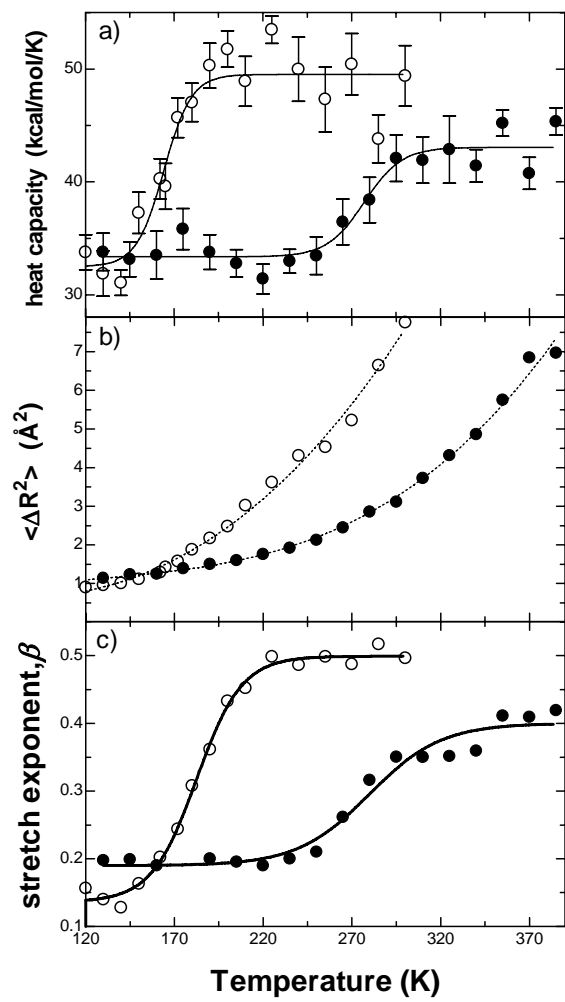 a)
heat capacity (kcal/mol/K)
50
40
30
b)
<ΔR²> (Å²)
7
6
5
4
3
2
1
c)
stretch exponent,β
0.5
0.4
0.3
0.2
0.1
120 170 220 270 320 370
Temperature (K)